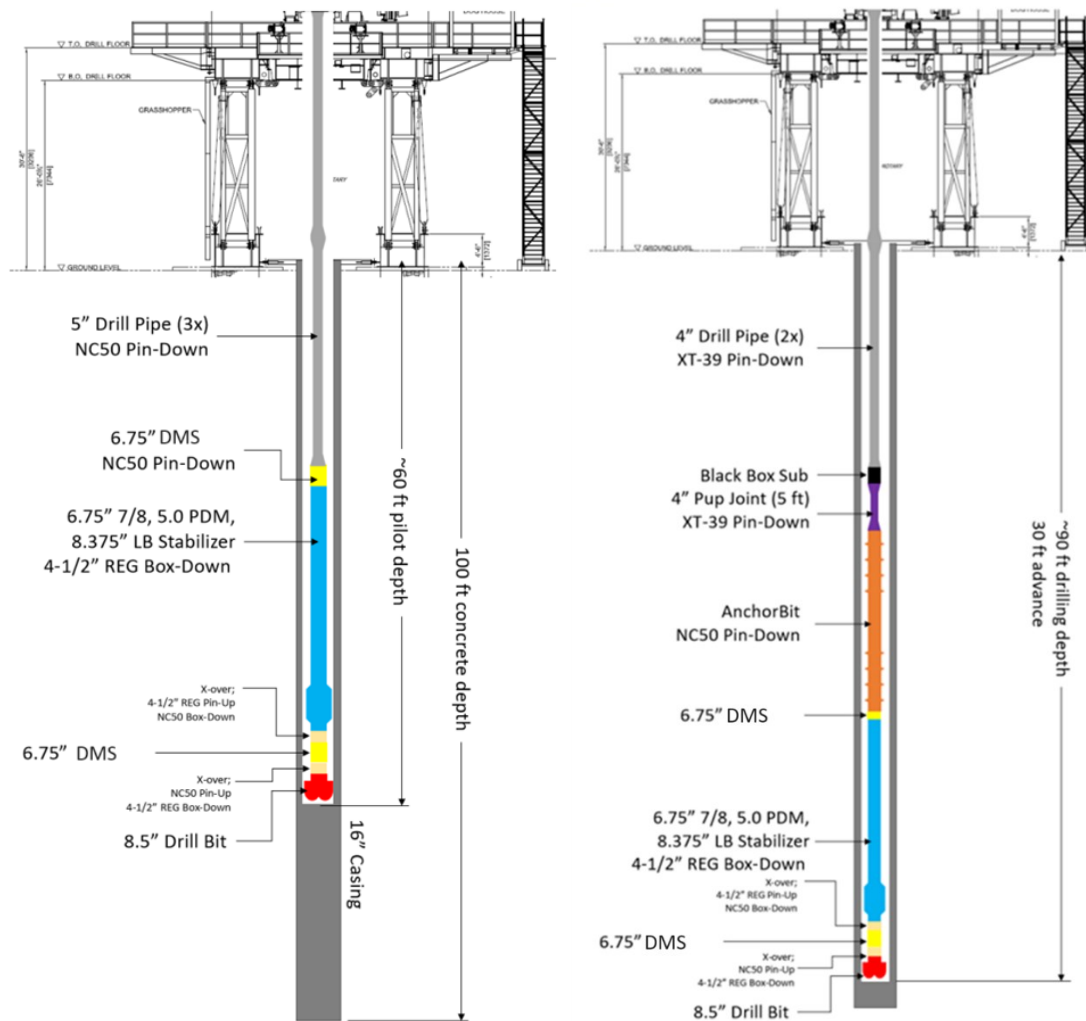 T.O. DRILL FLOOR
B.O. DRILL FLOOR
GRASSHOPPER
GROUND LEVEL
5” Drill Pipe (3x)
NC50 Pin-Down
6.75” DMS
NC50 Pin-Down
6.75” 7/8, 5.0 PDM,
8.375” LB Stabilizer
4-1/2” REG Box-Down
X-over;
4-1/2” REG Pin-Up
NC50 Box-Down
6.75” DMS
X-over;
NC50 Pin-Up
4-1/2” REG Box-Down
8.5” Drill Bit
~60 ft pilot depth
100 ft concrete depth
16” Casing
T.O. DRILL FLOOR
B.O. DRILL FLOOR
GRASSHOPPER
GROUND LEVEL
4” Drill Pipe (2x)
XT-39 Pin-Down
Black Box Sub
4” Pup Joint (5 ft)
XT-39 Pin-Down
AnchorBit
NC50 Pin-Down
6.75” DMS
6.75” 7/8, 5.0 PDM,
8.375” LB Stabilizer
4-1/2” REG Box-Down
X-over;
4-1/2” REG Pin-Up
NC50 Box-Down
6.75” DMS
X-over;
NC50 Pin-Up
4-1/2” REG Box-Down
8.5” Drill Bit
~90 ft drilling depth
30 ft advance